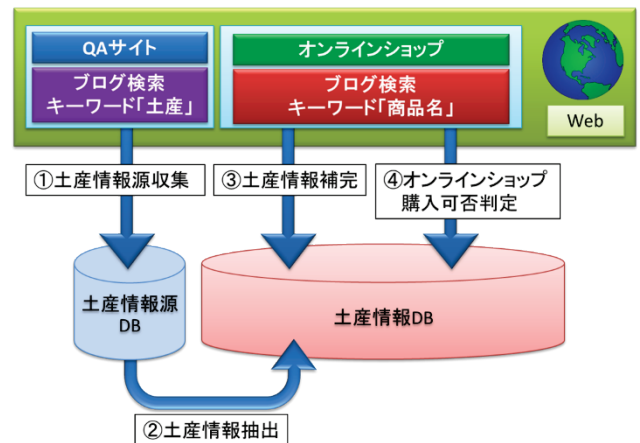 QAサイト
ブログ検索
キーワード「土産」
オンラインショップ
ブログ検索
キーワード「商品名」
Web
①土産情報源収集
③土産情報補完
④オンラインショップ
購入可否判定
土産情報源
DB
土産情報DB
②土産情報抽出